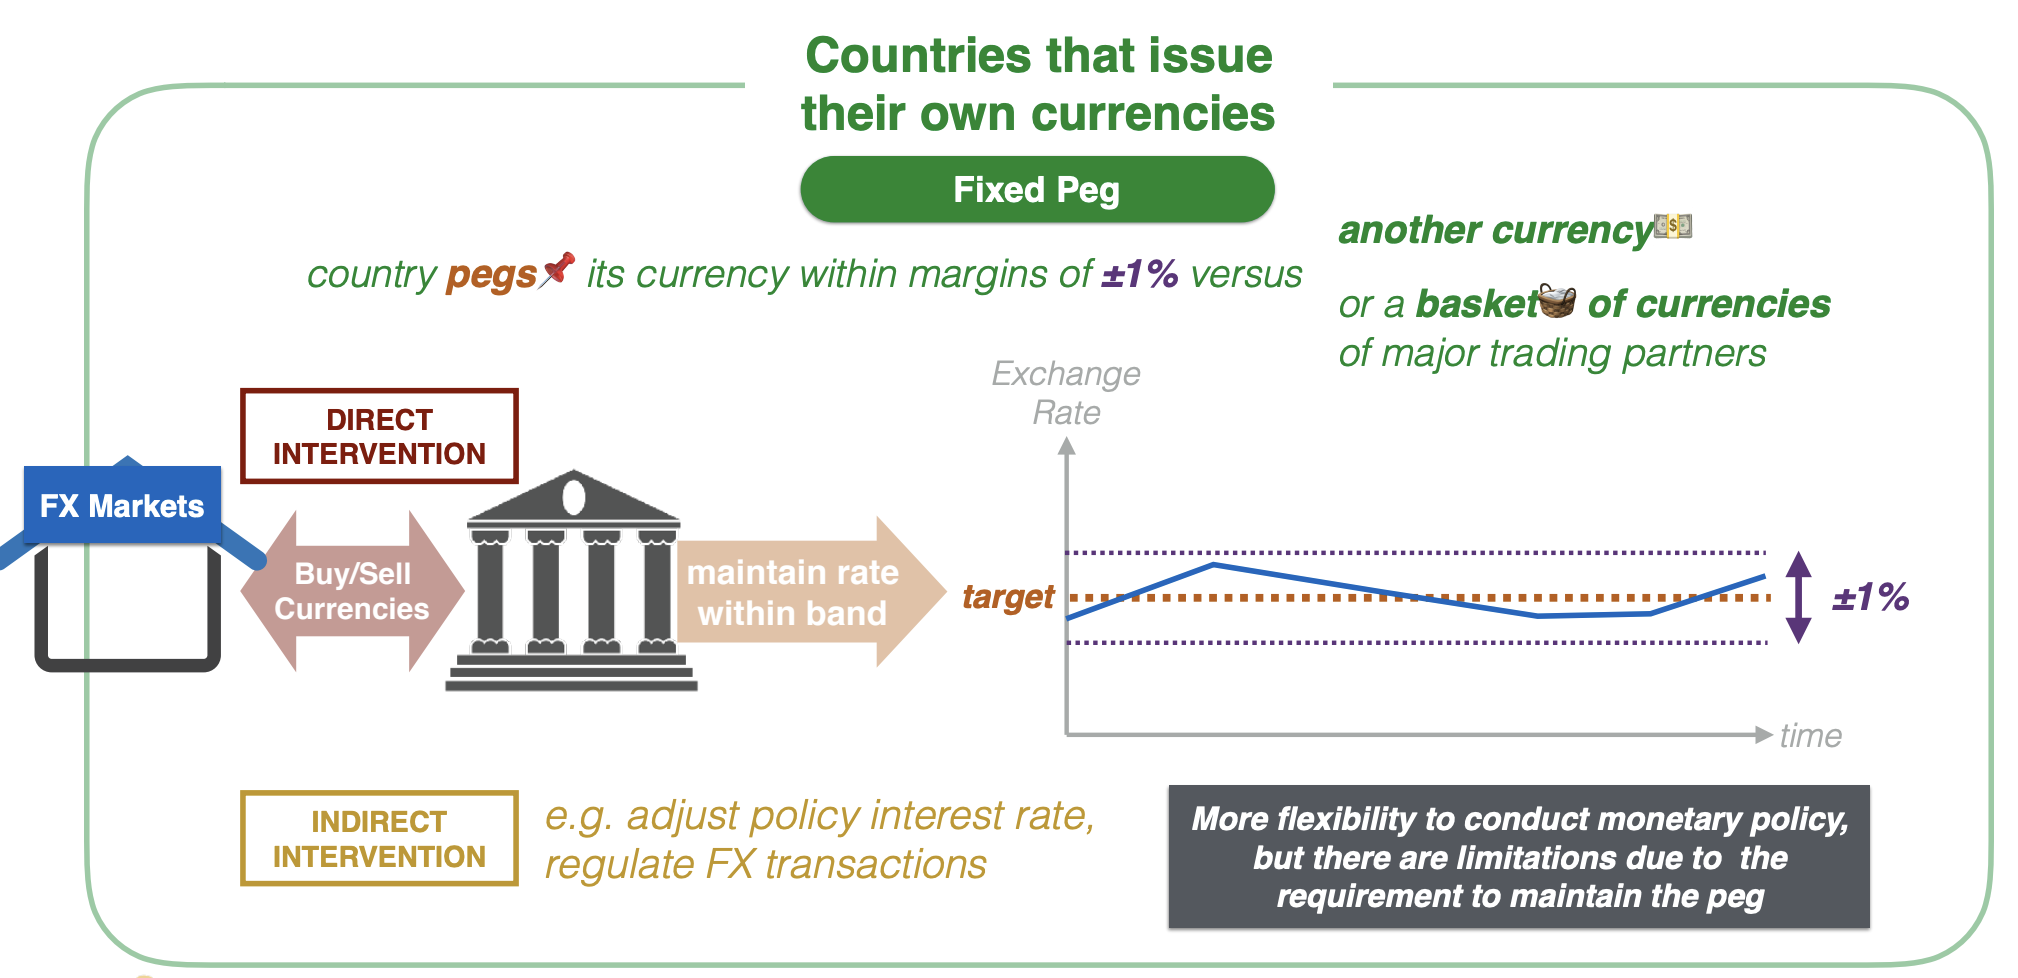 Countries that issue
their own currencies
Fixed Peg
country pegs📌 its currency within margins of ±1% versus
another currency💵
or a basket🧺 of currencies
of major trading partners
DIRECT
INTERVENTION
FX Markets
Buy/Sell
Currencies
maintain rate
within band
Exchange
Rate
target
±1%
time
INDIRECT
INTERVENTION
e.g. adjust policy interest rate,
regulate FX transactions
More flexibility to conduct monetary policy,
but there are limitations due to  the
requirement to maintain the peg